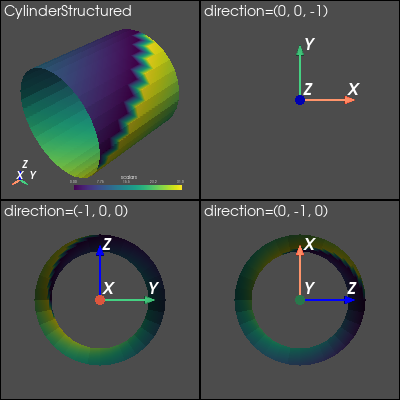 CylinderStructured
direction=(0, 0, -1)
Y
Z
X
scalars
Z
X
Y
direction=(-1, 0, 0)
direction=(0, -1, 0)
Z
X
Y
X
Y
Z